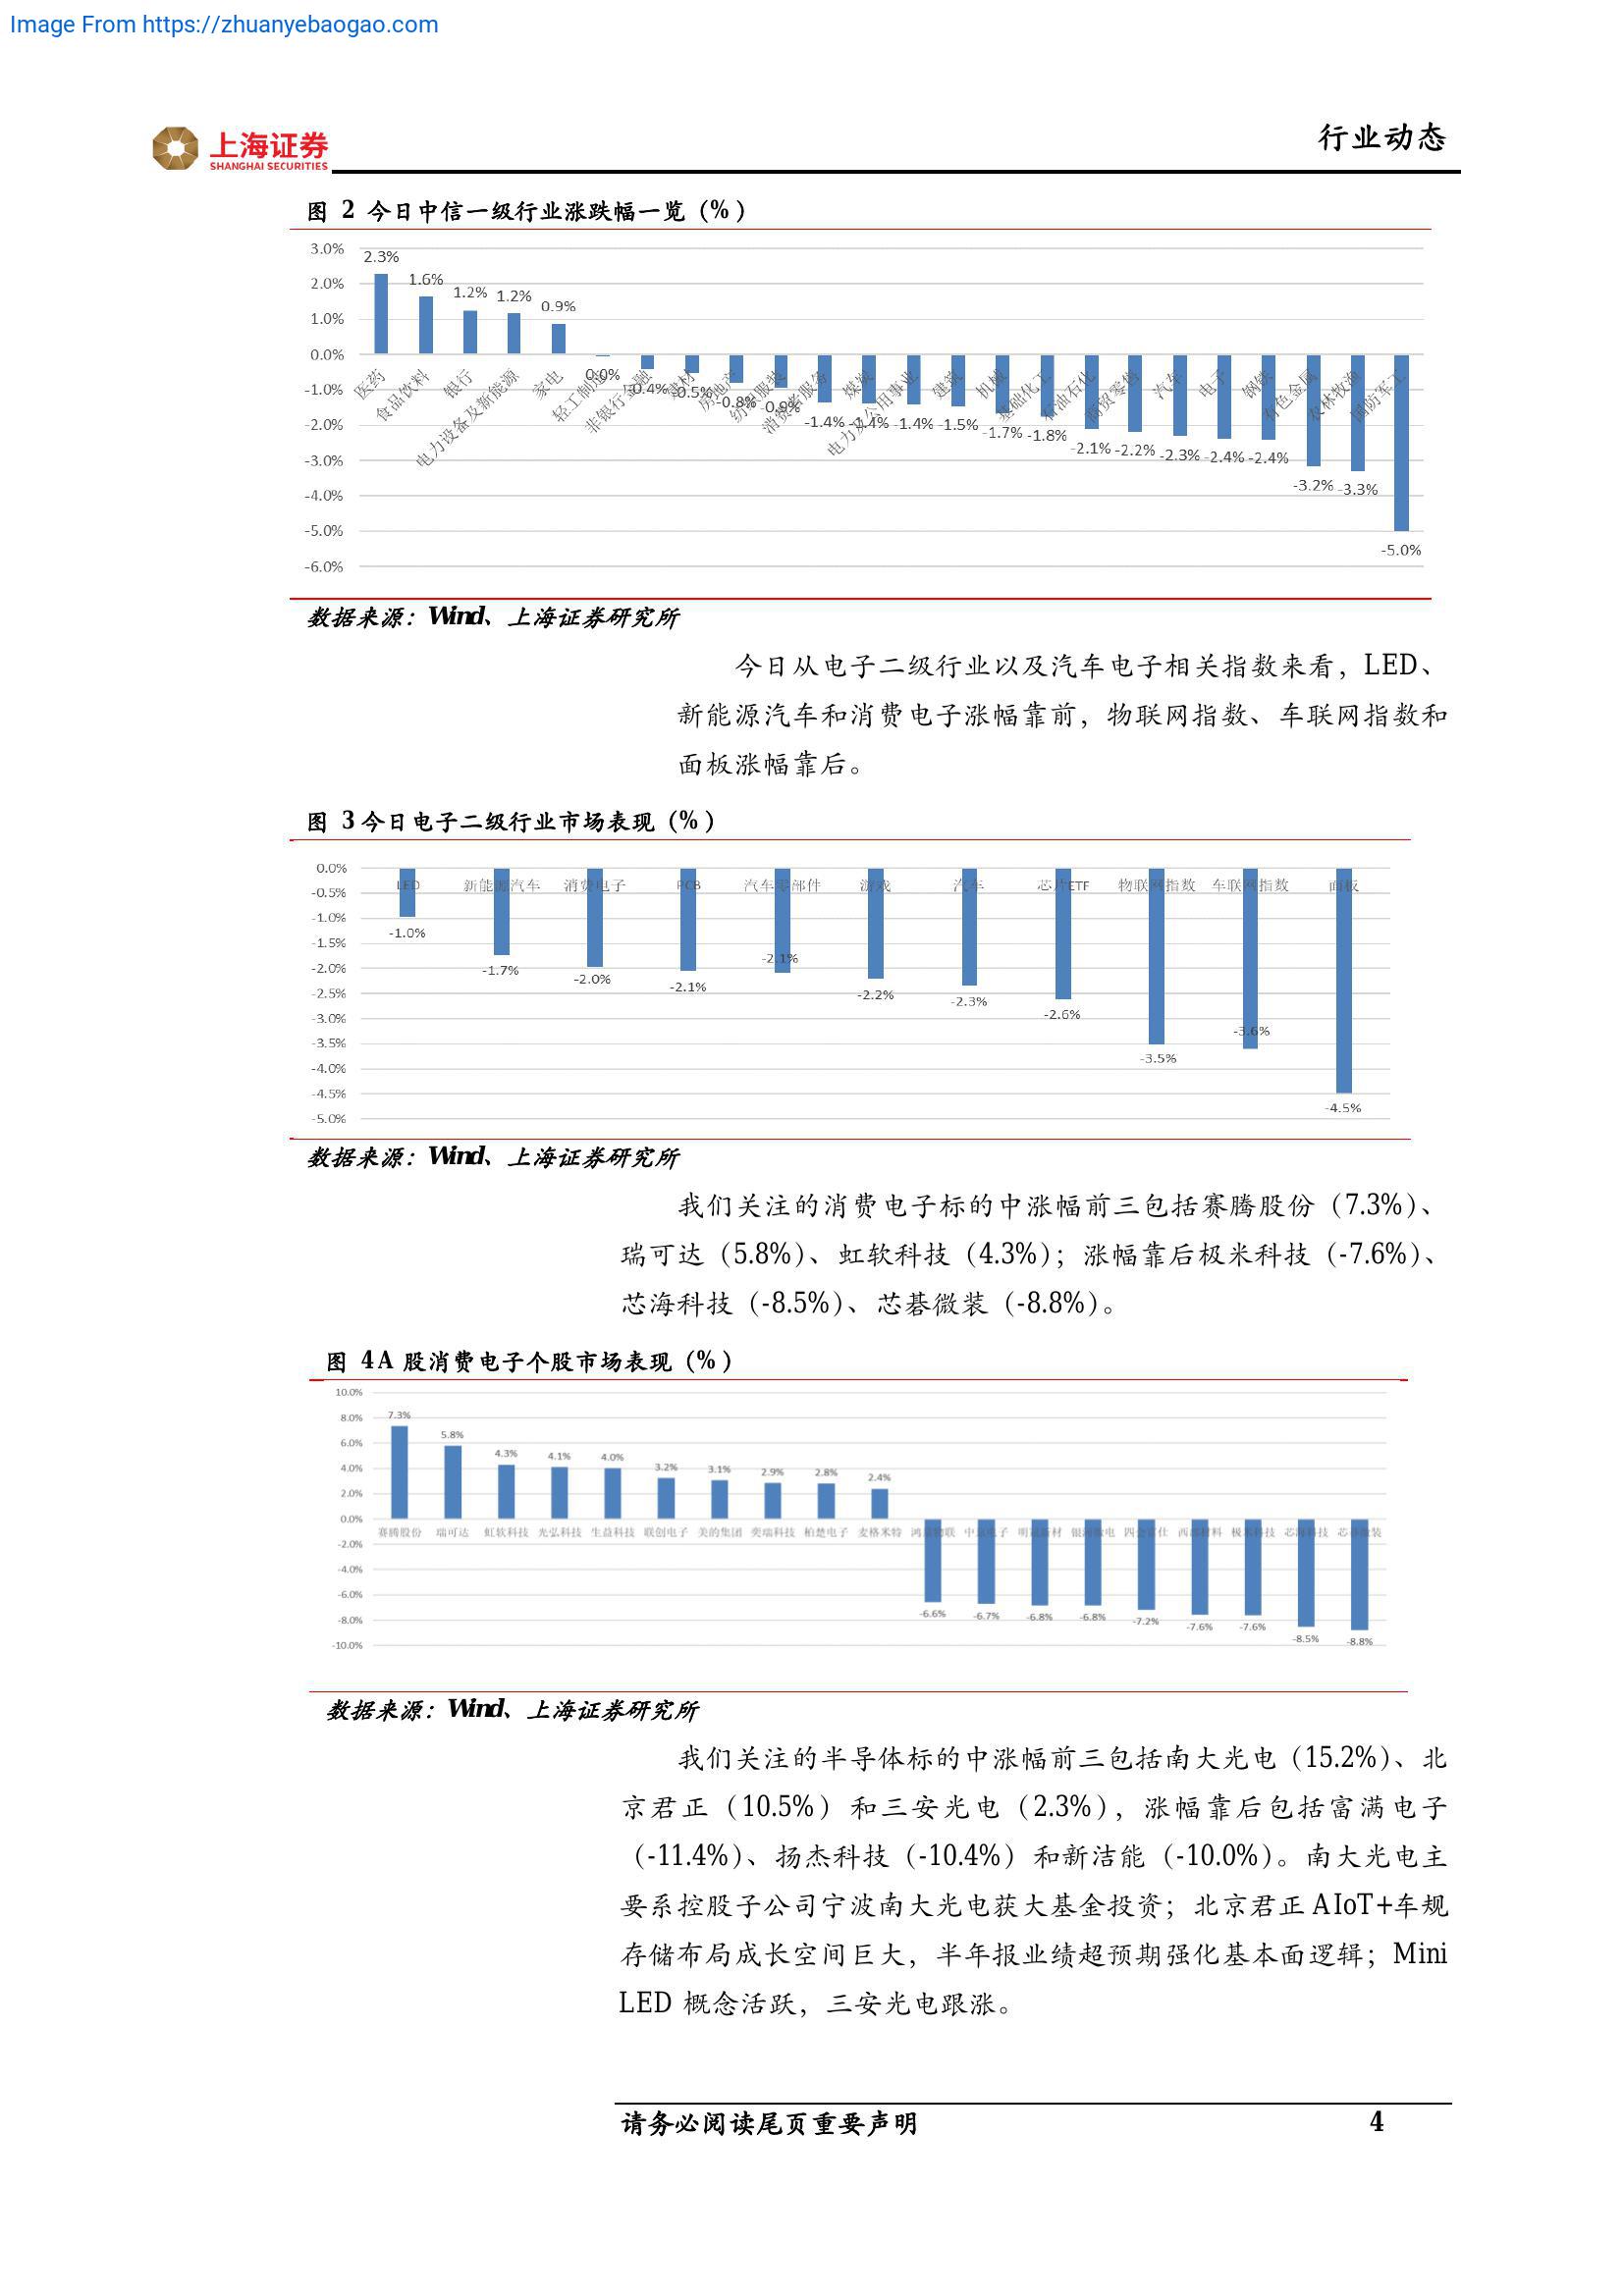 Image From https://zhuanyebaogao.com
上海证券
SHANGHAI SECURITIES
行业动态
图 2 今日中信一级行业涨跌幅一览（%）
3.0%
2.0%
1.0%
0.0%
-1.0%
-2.0%
-3.0%
-4.0%
-5.0%
-6.0%
2.3% 1.6% 1.2% 1.2% 0.9% 0.0% -0.4% -0.5% -0.8% -0.9% -1.4% -1.4% -1.4% -1.5% -1.7% -1.8% -2.1% -2.2% -2.3% -2.4% -2.4% -3.2% -3.3% -5.0%
医药 食品饮料 银行 电力设备及新能源 家电 轻工制造 非银行金融 建材 房地产 纺织服装 消费者服务 煤炭 电力及公用事业 建筑 机械 基础化工 石油石化 商贸零售 汽车 电子 钢铁 有色金属 农林牧渔 国防军工
数据来源：Wind、上海证券研究所
今日从电子二级行业以及汽车电子相关指数来看，LED、
新能源汽车和消费电子涨幅靠前，物联网指数、车联网指数和
面板涨幅靠后。
图 3 今日电子二级行业市场表现（%）
0.0%
-0.5%
-1.0%
-1.5%
-2.0%
-2.5%
-3.0%
-3.5%
-4.0%
-4.5%
-5.0%
LED 新能源汽车 消费电子 PCB 汽车零部件 游戏 汽车 芯片ETF 物联网指数 车联网指数 面板
-1.0% -1.7% -2.0% -2.1% -2.1% -2.2% -2.3% -2.6% -3.5% -3.6% -4.5%
数据来源：Wind、上海证券研究所
我们关注的消费电子标的中涨幅前三包括赛腾股份（7.3%）、
瑞可达（5.8%）、虹软科技（4.3%）；涨幅靠后极米科技（-7.6%）、
芯海科技（-8.5%）、芯碁微装（-8.8%）。
图 4A 股消费电子个股市场表现（%）
10.0%
8.0%
6.0%
4.0%
2.0%
0.0%
-2.0%
-4.0%
-6.0%
-8.0%
-10.0%
7.3% 5.8% 4.3% 4.1% 4.0% 3.2% 3.1% 2.9% 2.8% 2.4%
赛腾股份 瑞可达 虹软科技 光弘科技 生益科技 联创电子 美的集团 奕瑞科技 柏楚电子 麦格米特 中京电子 银河微电 四会富仕 西部材料 极米科技 芯海科技 芯碁微装
-6.6% -6.7% -6.8% -6.8% -7.2% -7.6% -7.6% -8.5% -8.8%
数据来源：Wind、上海证券研究所
我们关注的半导体标的中涨幅前三包括南大光电（15.2%）、北
京君正（10.5%）和三安光电（2.3%），涨幅靠后包括富满电子
（-11.4%）、扬杰科技（-10.4%）和新洁能（-10.0%）。南大光电主
要系控股子公司宁波南大光电获大基金投资；北京君正 AIoT+车规
存储布局成长空间巨大，半年报业绩超预期强化基本面逻辑；Mini
LED 概念活跃，三安光电跟涨。
请务必阅读尾页重要声明
4